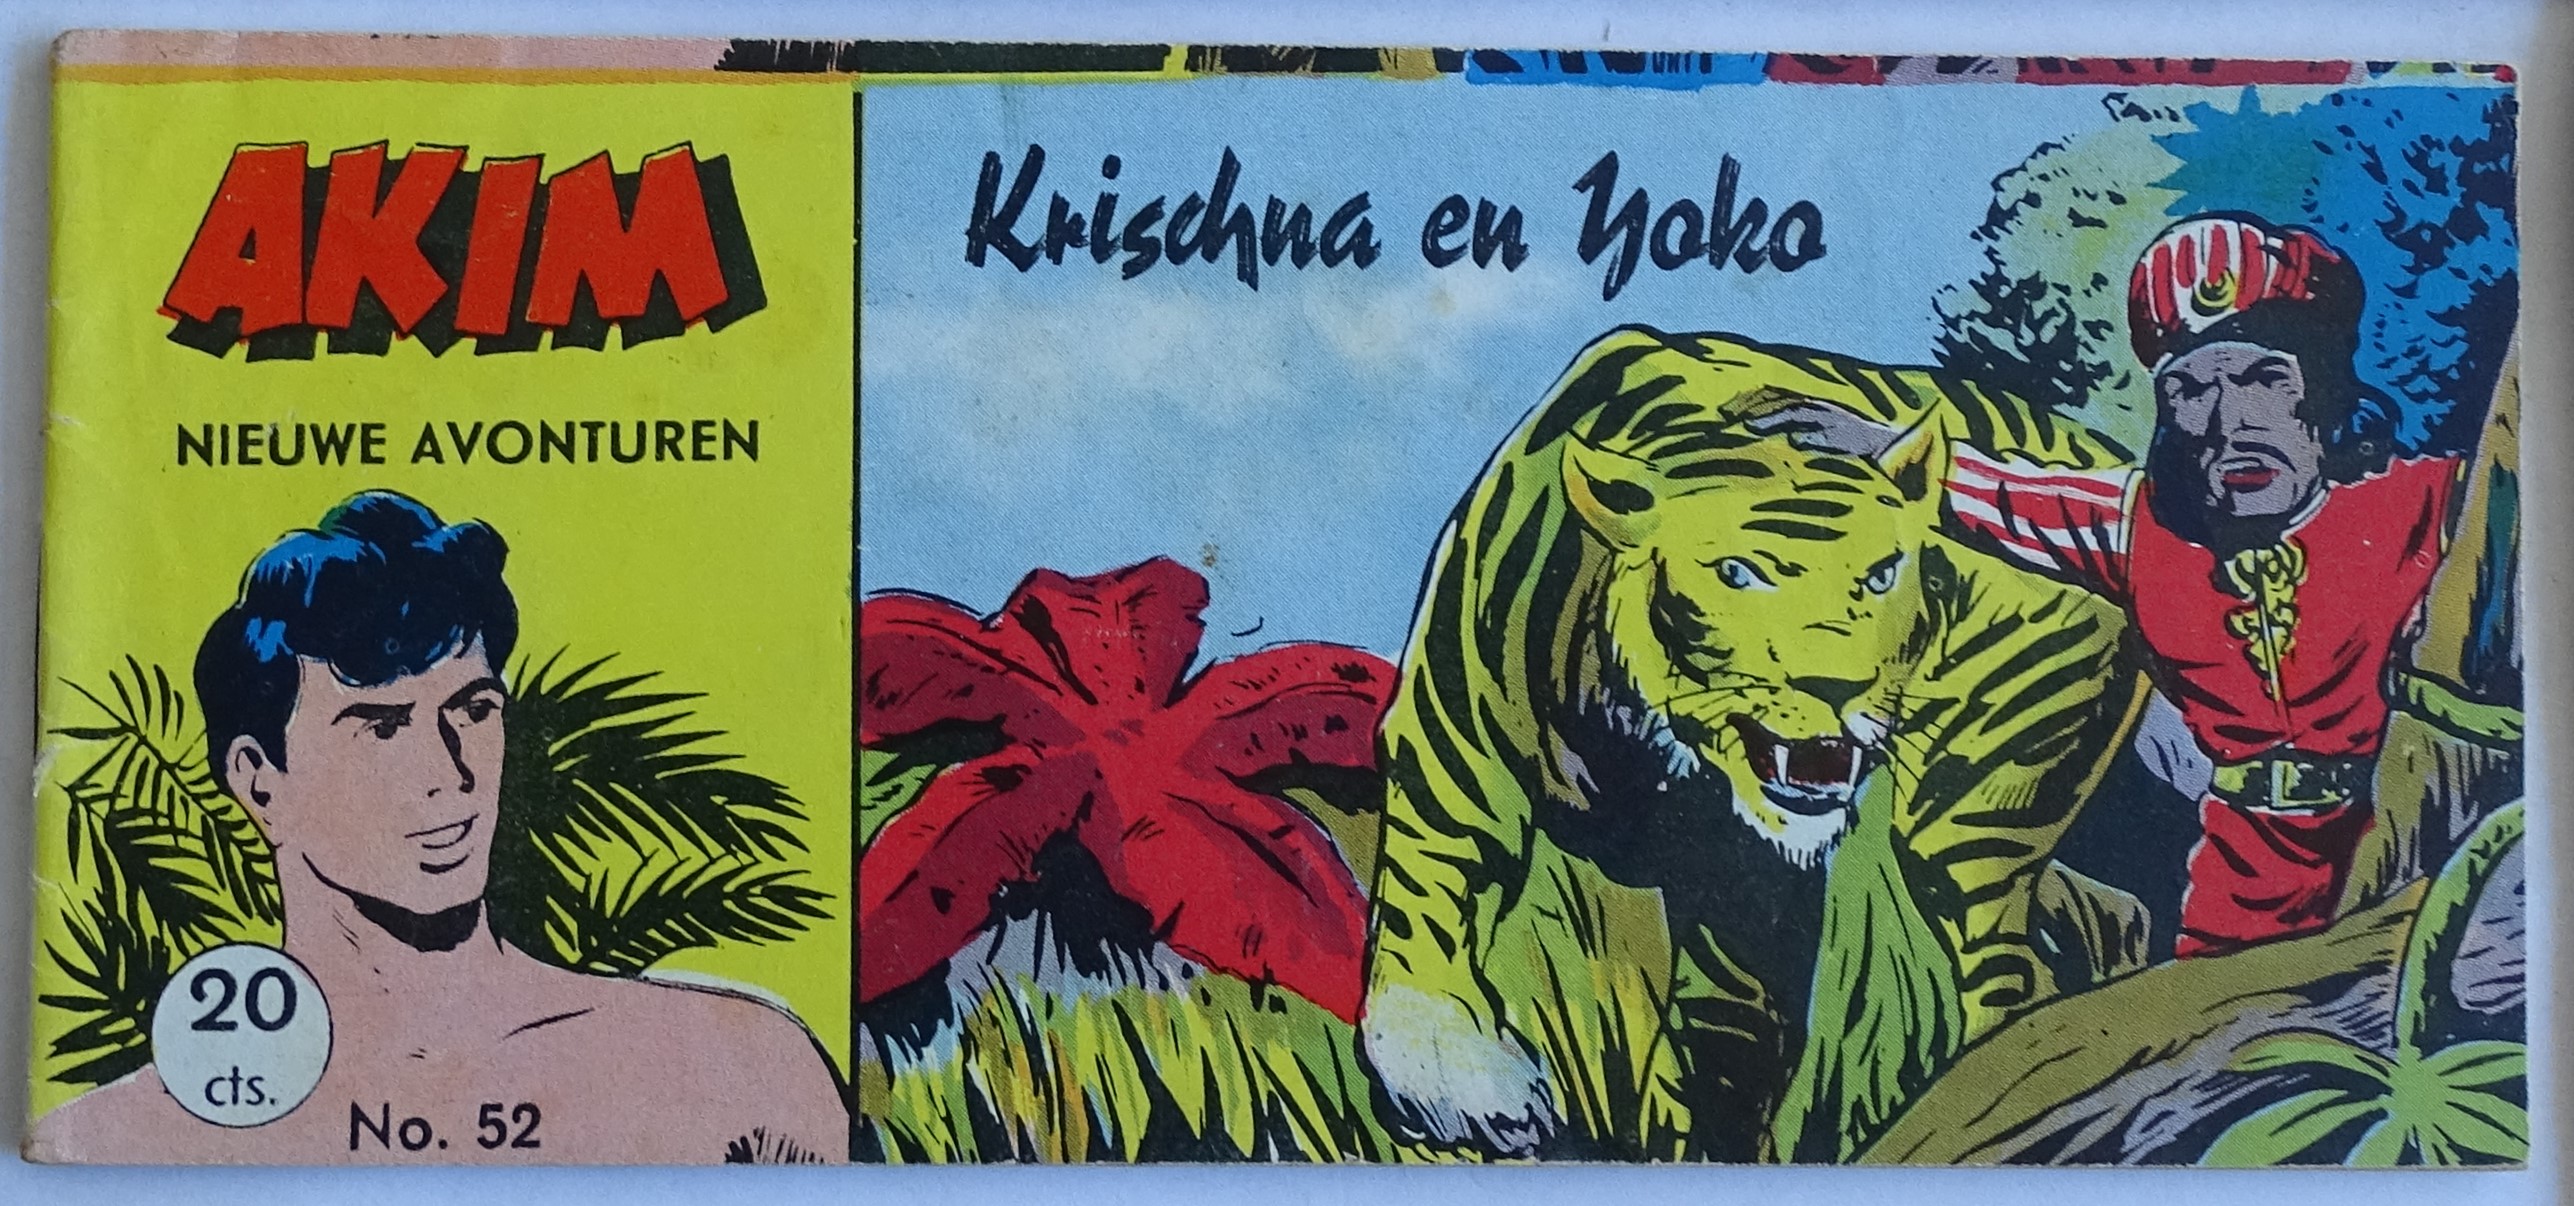 AKIM
NIEUWE AVONTUREN
20
cts.
No. 52
Krischna en Yoko